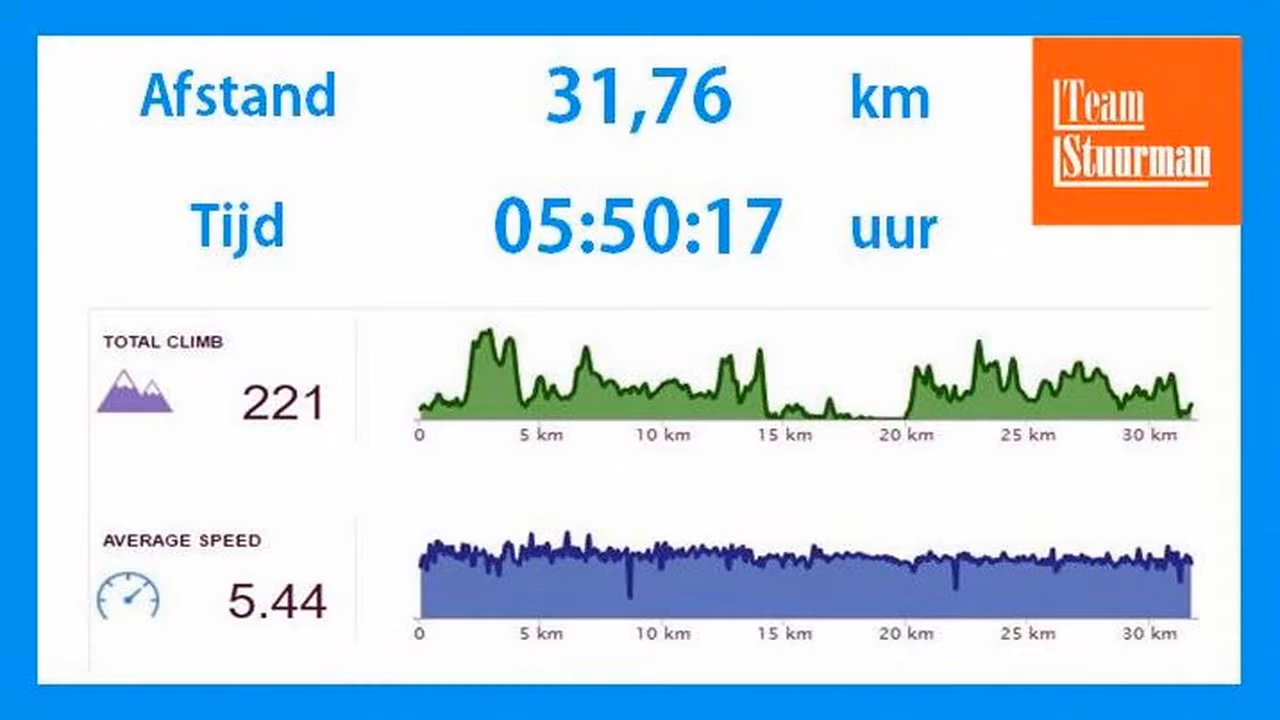 Afstand 31,76 km
Team
Stuurman
Tijd 05:50:17 uur
TOTAL CLIMB
221
0 5 km 10 km 15 km 20 km 25 km 30 km
AVERAGE SPEED
5.44
0 5 km 10 km 15 km 20 km 25 km 30 km